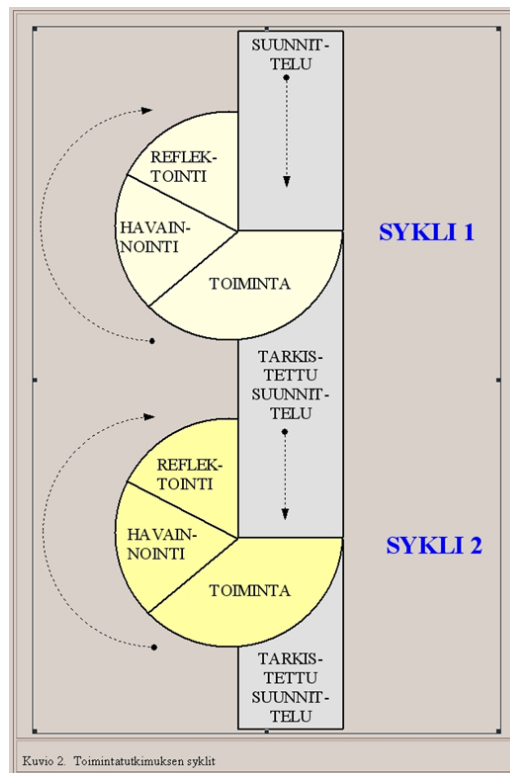 SUUNNIT-
TELU
REFLEK-
TOINTI
HAVAIN-
NOINTI
TOIMINTA
SYKLI 1
TARKIS-
TETTU
SUUNNIT-
TELU
REFLEK-
TOINTI
HAVAIN-
NOINTI
TOIMINTA
SYKLI 2
TARKIS-
TETTU
SUUNNIT-
TELU
Kuvio 2. Toimintatutkimuksen syklit